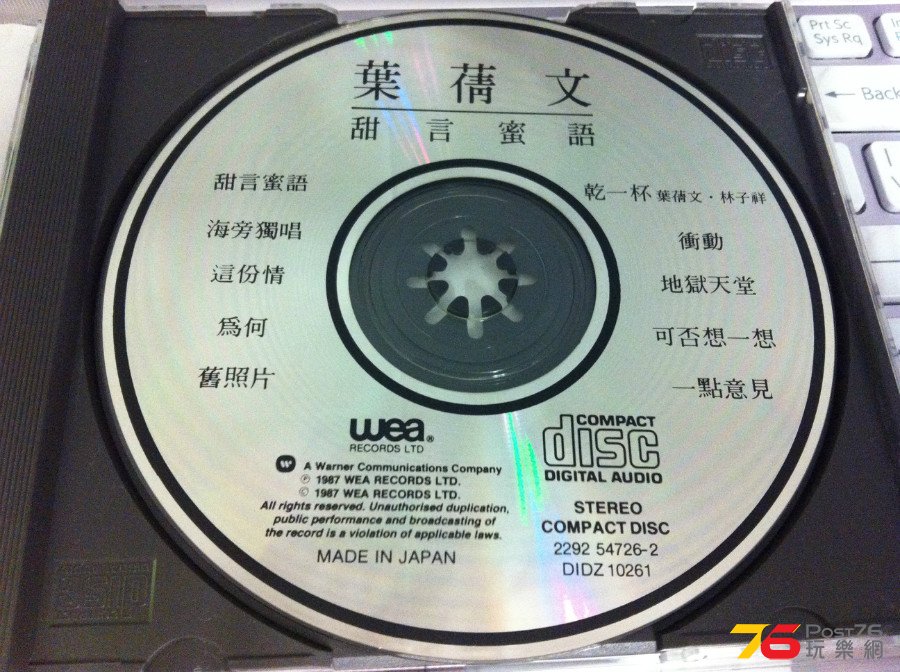 葉蒨文
甜言蜜語
甜言蜜語
海旁獨唱
這份情
為何
舊照片
乾一杯 葉蒨文・林子祥
衝動
地獄天堂
可否想一想
一點意見
wea®
RECORDS LTD
A Warner Communications Company
℗ 1987 WEA RECORDS LTD.
© 1987 WEA RECORDS LTD.
All rights reserved. Unauthorised duplication,
public performance and broadcasting of
the record is a violation of applicable laws.
MADE IN JAPAN
COMPACT
disc
DIGITAL AUDIO
STEREO
COMPACT DISC
2292 54726-2
DIDZ 10261
Prt Sc
Sys Rq
Back
76 POST76
玩樂網